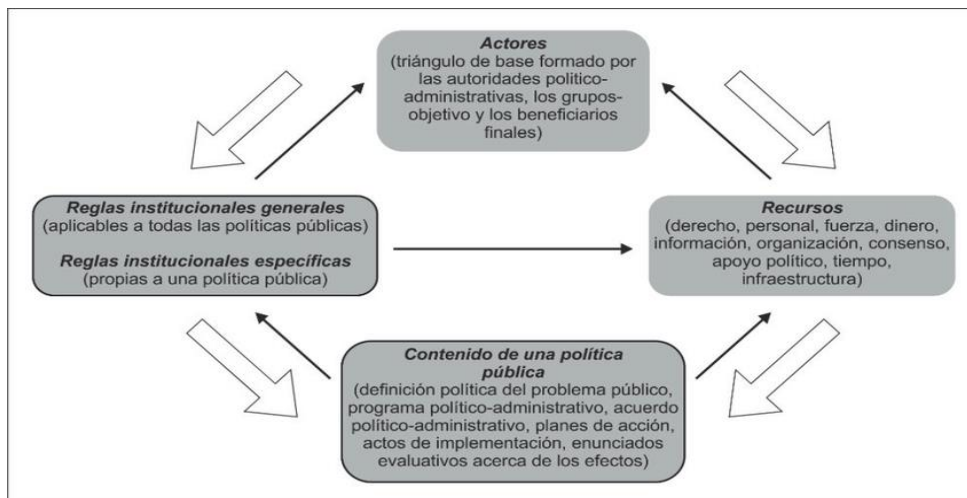 Actores
(triángulo de base formado por
las autoridades politico-
administrativas, los grupos-
objetivo y los beneficiarios
finales)
Reglas institucionales generales
(aplicables a todas las políticas públicas)
Reglas institucionales específicas
(propias a una política pública)
Recursos
(derecho, personal, fuerza, dinero,
información, organización, consenso,
apoyo político, tiempo,
infraestructura)
Contenido de una política
pública
(definición política del problema público,
programa político-administrativo, acuerdo
político-administrativo, planes de acción,
actos de implementación, enunciados
evaluativos acerca de los efectos)